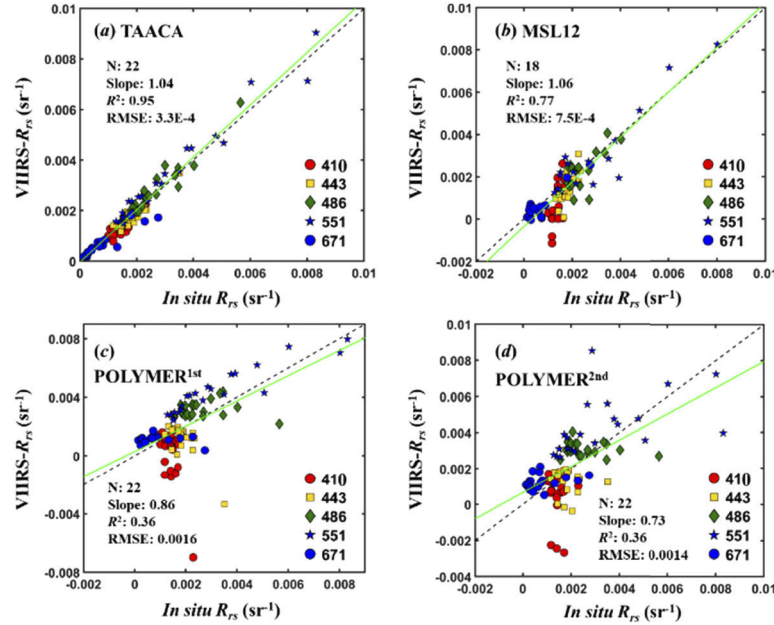 (a) TAACA
N: 22
Slope: 1.04
R²: 0.95
RMSE: 3.3E-4
410
443
486
551
671
0.01
0.008
0.006
0.004
0.002
0
0 0.002 0.004 0.006 0.008 0.01
VIIRS-Rrs (sr⁻¹)
In situ Rrs (sr⁻¹)
(b) MSL12
N: 18
Slope: 1.06
R²: 0.77
RMSE: 7.5E-4
410
443
486
551
671
0.01
0.008
0.006
0.004
0.002
0
-0.002
-0.002 0 0.002 0.004 0.006 0.008 0.01
VIIRS-Rrs (sr⁻¹)
In situ Rrs (sr⁻¹)
(c)
POLYMER¹ˢᵗ
N: 22
Slope: 0.86
R²: 0.36
RMSE: 0.0016
410
443
486
551
671
0.008
0.004
0
-0.004
-0.008
-0.002 0 0.002 0.004 0.006 0.008
VIIRS-Rrs (sr⁻¹)
In situ Rrs (sr⁻¹)
(d)
POLYMER²ⁿᵈ
N: 22
Slope: 0.73
R²: 0.36
RMSE: 0.0014
410
443
486
551
671
0.01
0.008
0.006
0.004
0.002
0
-0.002
-0.004
-0.002 0 0.002 0.004 0.006 0.008 0.01
VIIRS-Rrs (sr⁻¹)
In situ Rrs (sr⁻¹)